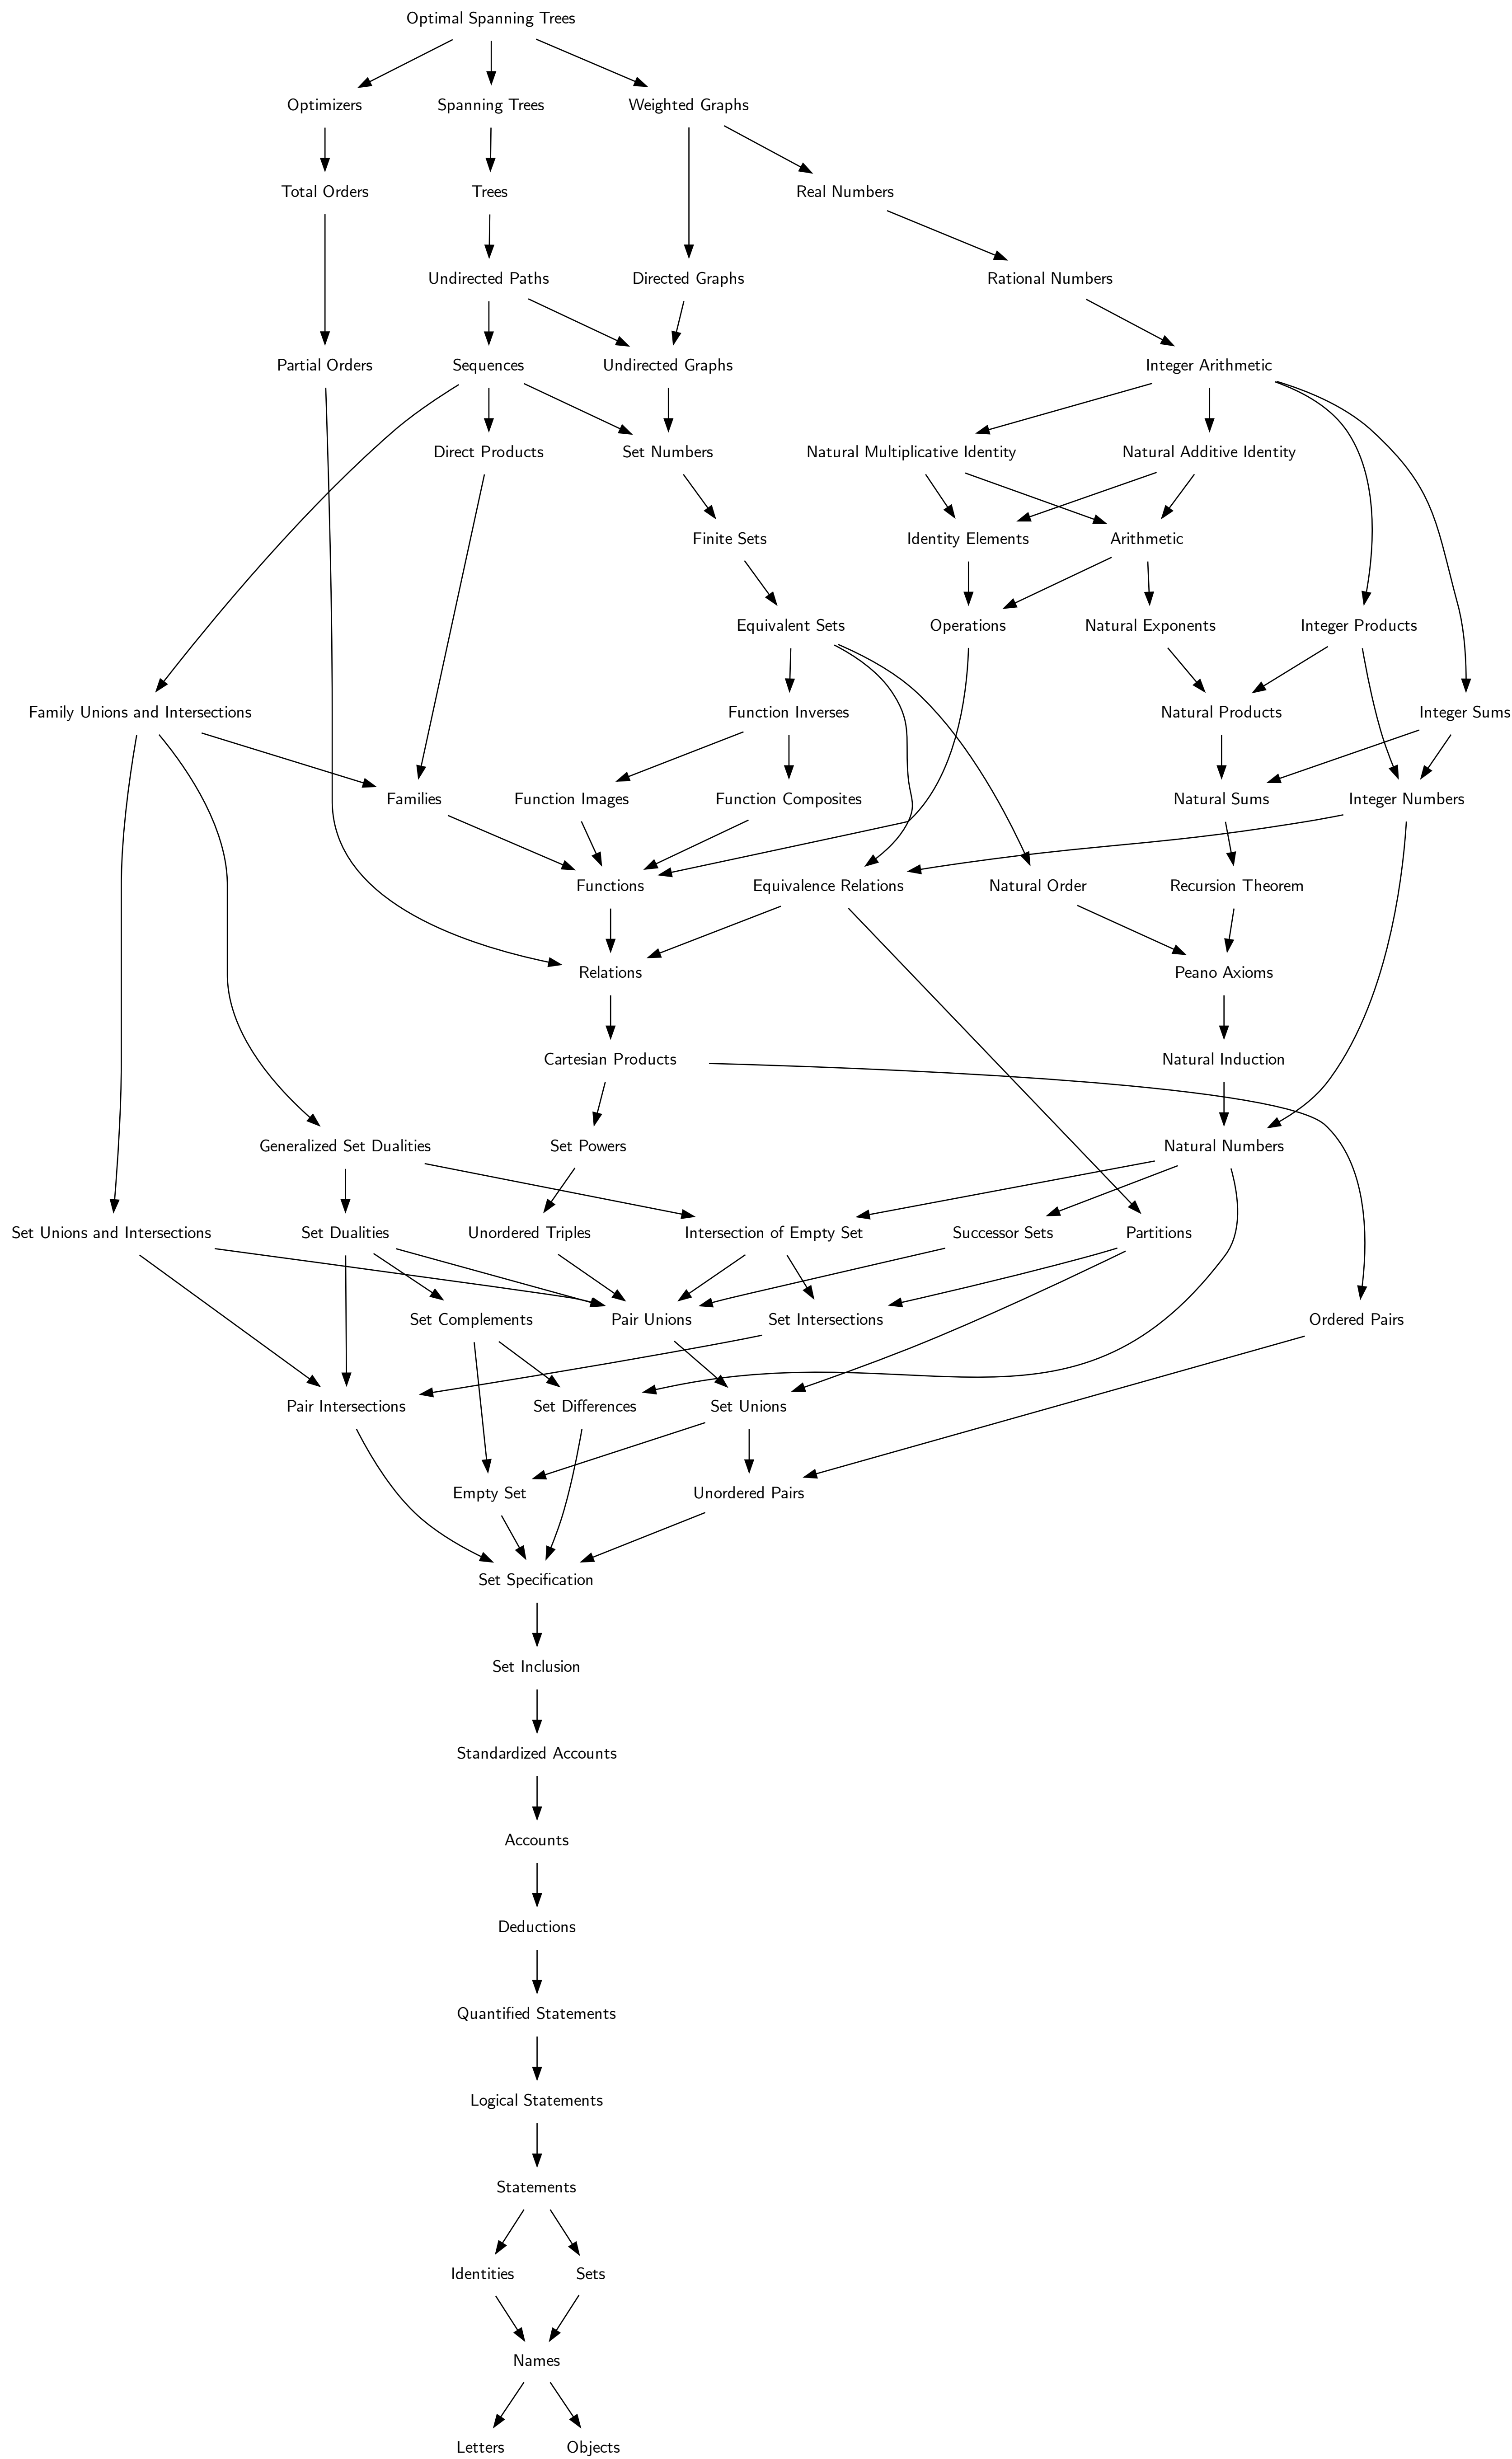 Optimal Spanning Trees
Optimizers
Spanning Trees
Weighted Graphs
Total Orders
Trees
Real Numbers
Undirected Paths
Directed Graphs
Rational Numbers
Partial Orders
Sequences
Undirected Graphs
Integer Arithmetic
Direct Products
Set Numbers
Natural Multiplicative Identity
Natural Additive Identity
Finite Sets
Identity Elements
Arithmetic
Equivalent Sets
Operations
Natural Exponents
Integer Products
Family Unions and Intersections
Function Inverses
Natural Products
Integer Sums
Families
Function Images
Function Composites
Natural Sums
Integer Numbers
Functions
Equivalence Relations
Natural Order
Recursion Theorem
Relations
Peano Axioms
Cartesian Products
Natural Induction
Generalized Set Dualities
Set Powers
Natural Numbers
Set Unions and Intersections
Set Dualities
Unordered Triples
Intersection of Empty Set
Successor Sets
Partitions
Set Complements
Pair Unions
Set Intersections
Ordered Pairs
Pair Intersections
Set Differences
Set Unions
Empty Set
Unordered Pairs
Set Specification
Set Inclusion
Standardized Accounts
Accounts
Deductions
Quantified Statements
Logical Statements
Statements
Identities
Sets
Names
Letters
Objects